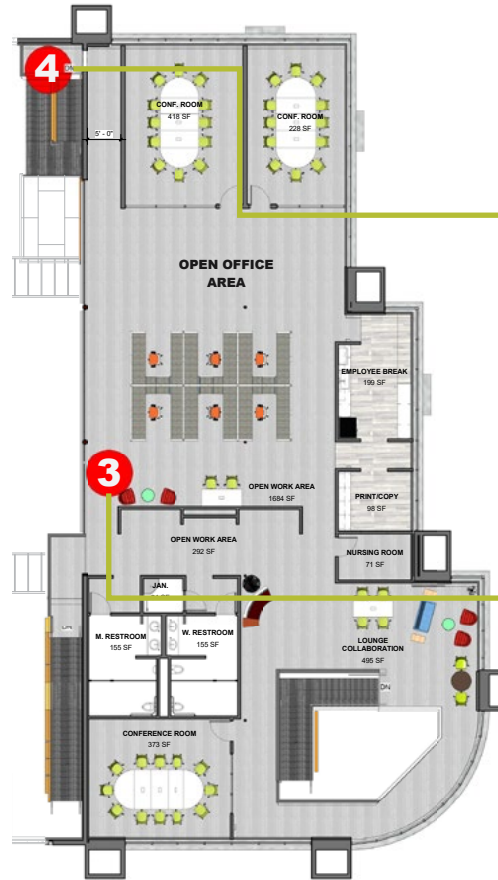 4
DN
CONF. ROOM
418 SF
CONF. ROOM
228 SF
5' - 0"
OPEN OFFICE
AREA
EMPLOYEE BREAK
199 SF
3
OPEN WORK AREA
1684 SF
PRINT/COPY
98 SF
OPEN WORK AREA
292 SF
NURSING ROOM
71 SF
JAN.
M. RESTROOM
155 SF
W. RESTROOM
155 SF
LOUNGE
COLLABORATION
495 SF
DN
DN
CONFERENCE ROOM
373 SF